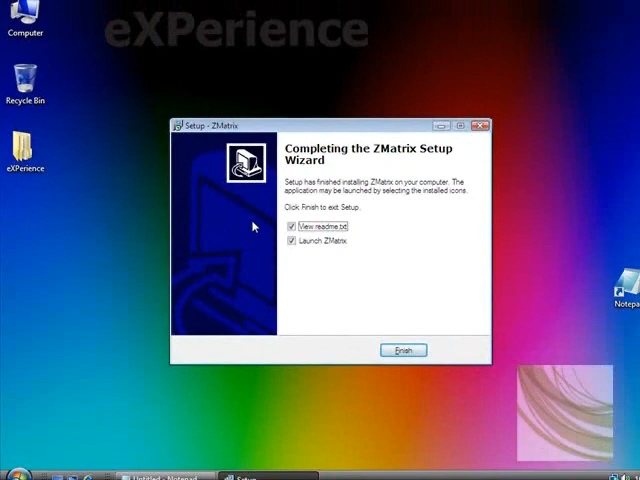 eXPerience
Computer
Recycle Bin
eXPerience
Setup - ZMatrix
Completing the ZMatrix Setup
Wizard
Setup has finished installing ZMatrix on your computer. The
application may be launched by selecting the installed icons.
Click Finish to exit Setup.
View readme.txt
Launch ZMatrix
Finish
Notepa
Untitled - Notepad
Setup